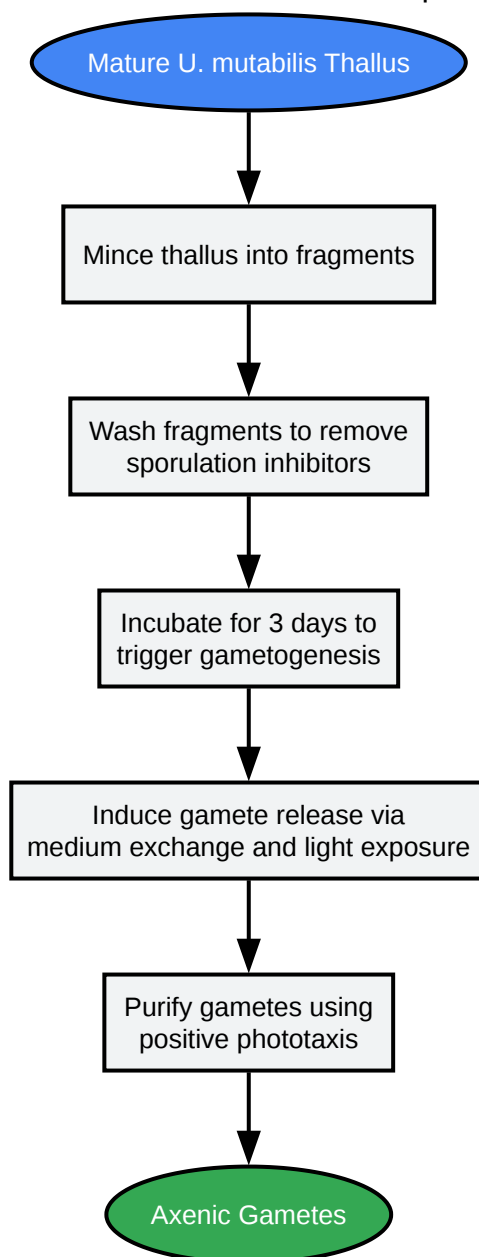 Mature U. mutabilis Thallus
Mince thallus into fragments
Wash fragments to remove
sporulation inhibitors
Incubate for 3 days to
trigger gametogenesis
Induce gamete release via
medium exchange and light exposure
Purify gametes using
positive phototaxis
Axenic Gametes